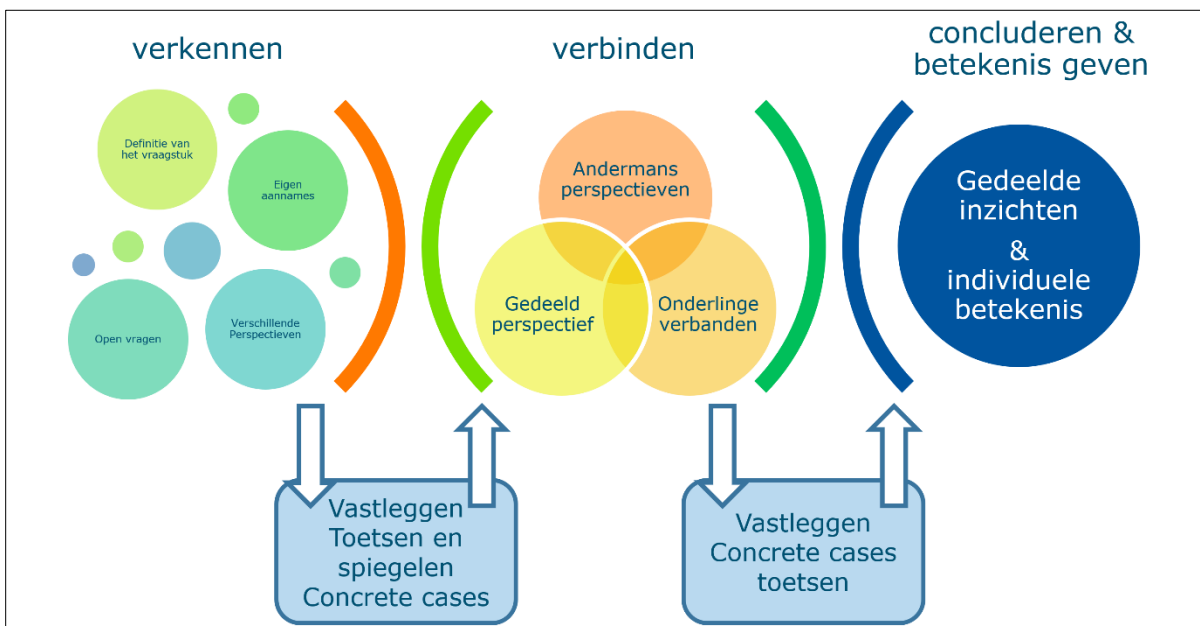 verkennen
Definitie van
het vraagstuk
Eigen
aannames
Open vragen
Verschillende
Perspectieven
verbinden
Andermans
perspectieven
Gedeeld
perspectief
Onderlinge
verbanden
concluderen &
betekenis geven
Gedeelde
inzichten
&
individuele
betekenis
Vastleggen
Toetsen en
spiegelen
Concrete cases
Vastleggen
Concrete cases
toetsen